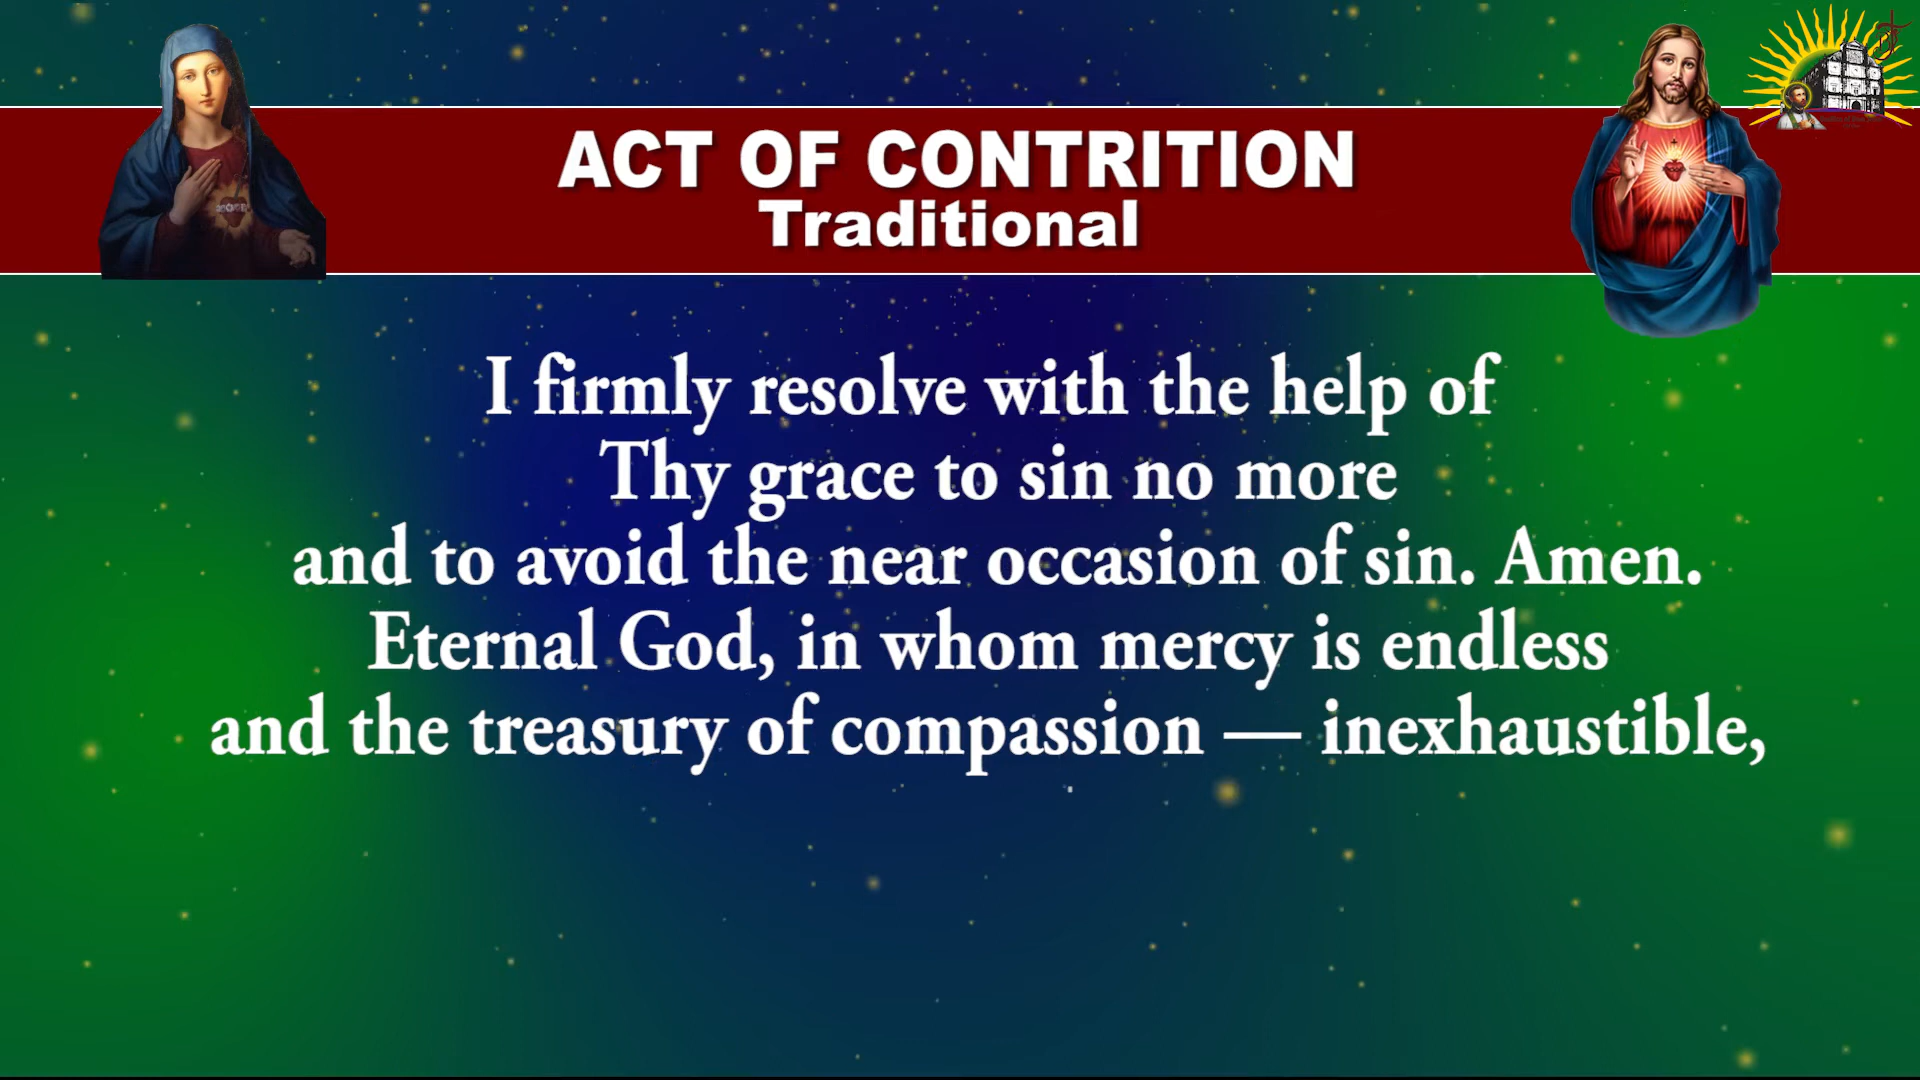 ACT OF CONTRITION
Traditional
I firmly resolve with the help of
Thy grace to sin no more
and to avoid the near occasion of sin. Amen.
Eternal God, in whom mercy is endless
and the treasury of compassion — inexhaustible,